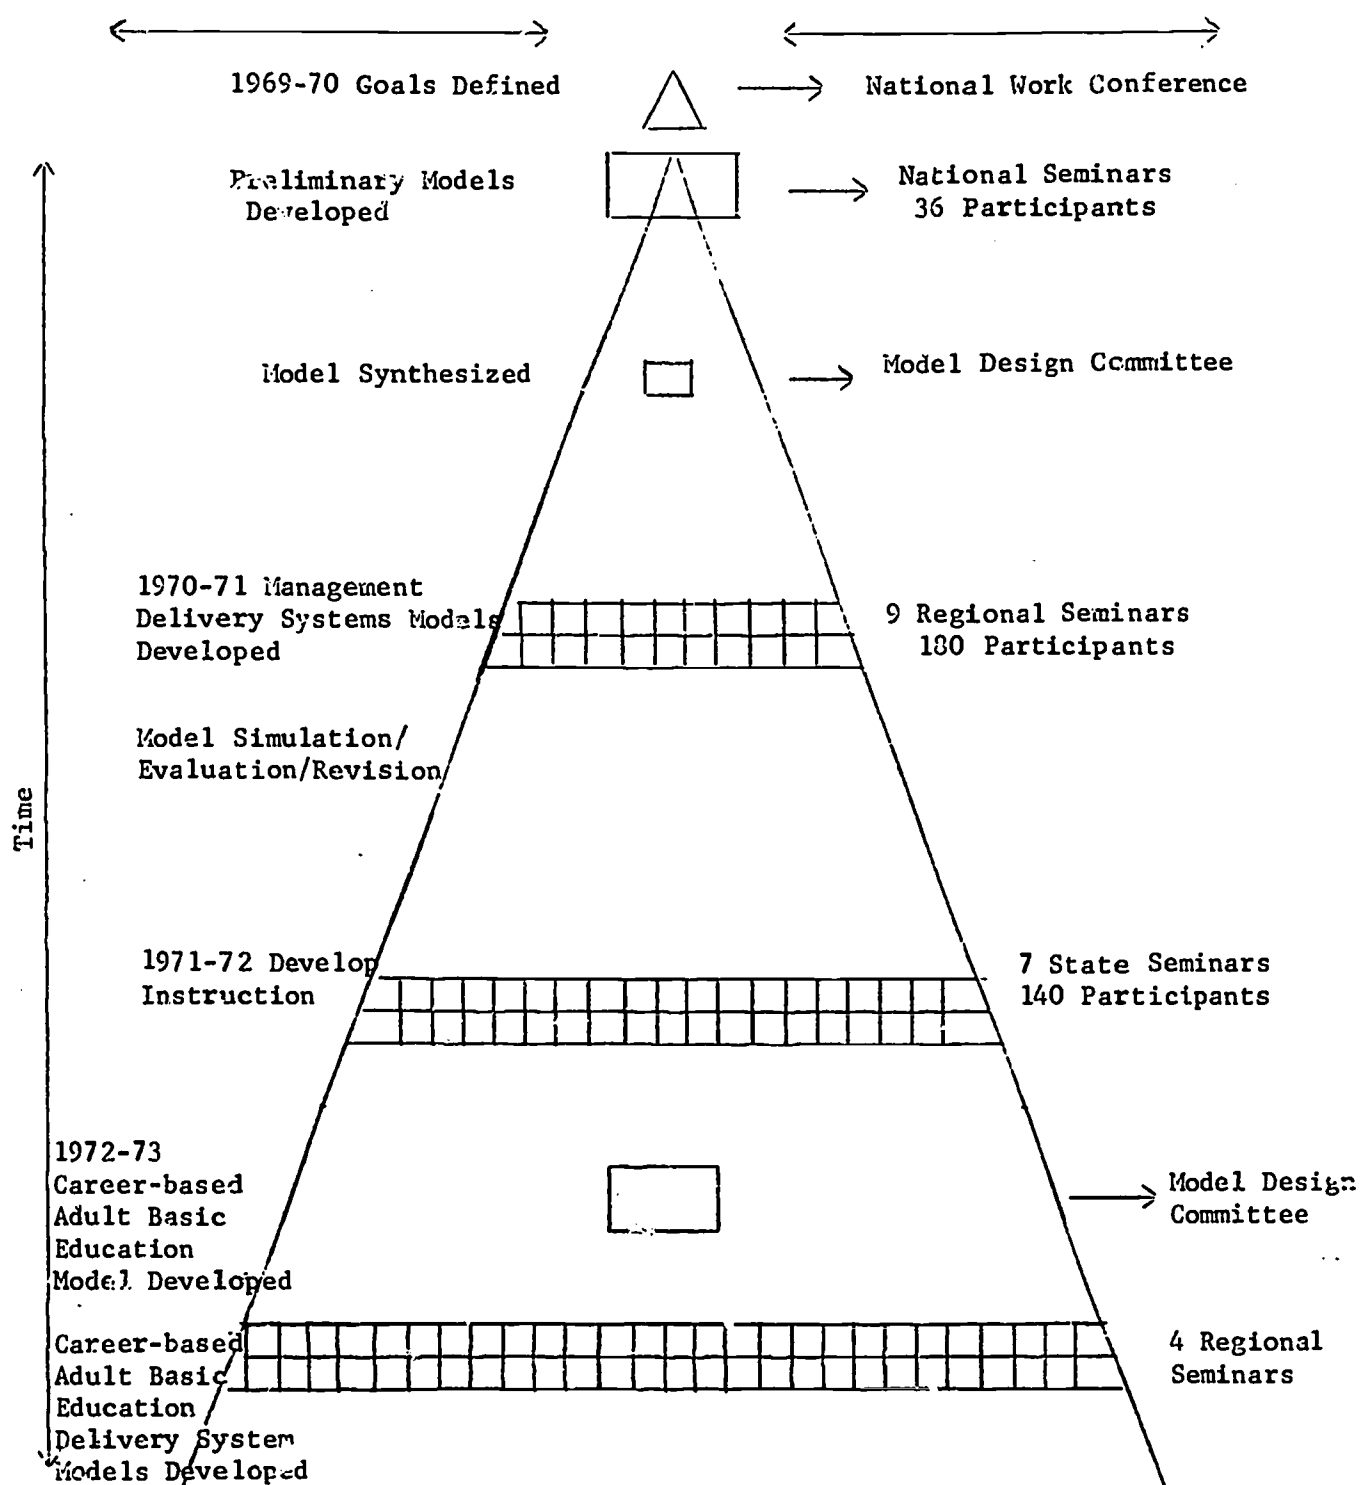 1969-70 Goals Defined
National Work Conference
Preliminary Models
Developed
National Seminars
36 Participants
Model Synthesized
Model Design Committee
1970-71 Management
Delivery Systems Models
Developed
9 Regional Seminars
180 Participants
Model Simulation/
Evaluation/Revision
Time
1971-72 Develop
Instruction
7 State Seminars
140 Participants
1972-73
Career-based
Adult Basic
Education
Model Developed
Model Design
Committee
Career-based
Adult Basic
Education
Delivery System
Models Developed
4 Regional
Seminars